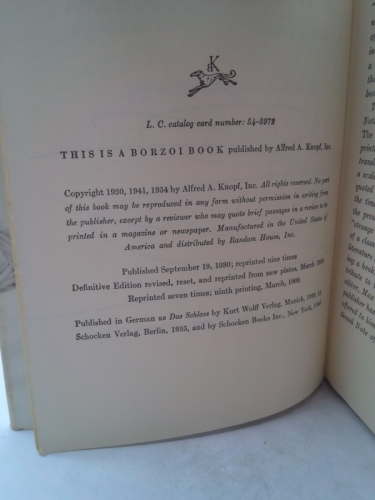 K
L. C. catalog card number: 54–5972
THIS IS A BORZOI BOOK published by Alfred A. Knopf, Inc.
Copyright 1930, 1941, 1954 by Alfred A. Knopf, Inc. All rights reserved. No part
of this book may be reproduced in any form without permission in writing from
the publisher, except by a reviewer who may quote brief passages in a review to be
printed in a magazine or newspaper. Manufactured in the United States of
America and distributed by Random House, Inc.
Published September 19, 1930; reprinted nine times
Definitive Edition revised, reset, and reprinted from new plates, March
Reprinted seven times; ninth printing, March,
Published in German as Das Schloss by Kurt Wolff Verlag, Munich,
Schocken Verlag, Berlin, 1935, and by Schocken Books Inc., New York,